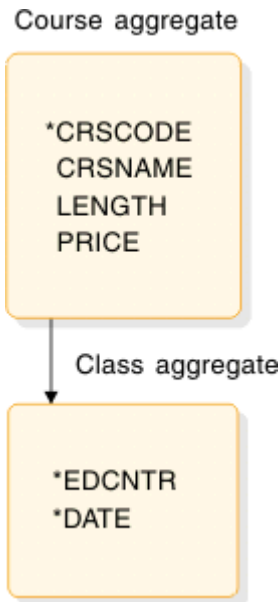 Course aggregate
*CRSCODE
CRSNAME
LENGTH
PRICE
Class aggregate
*EDCNTR
*DATE